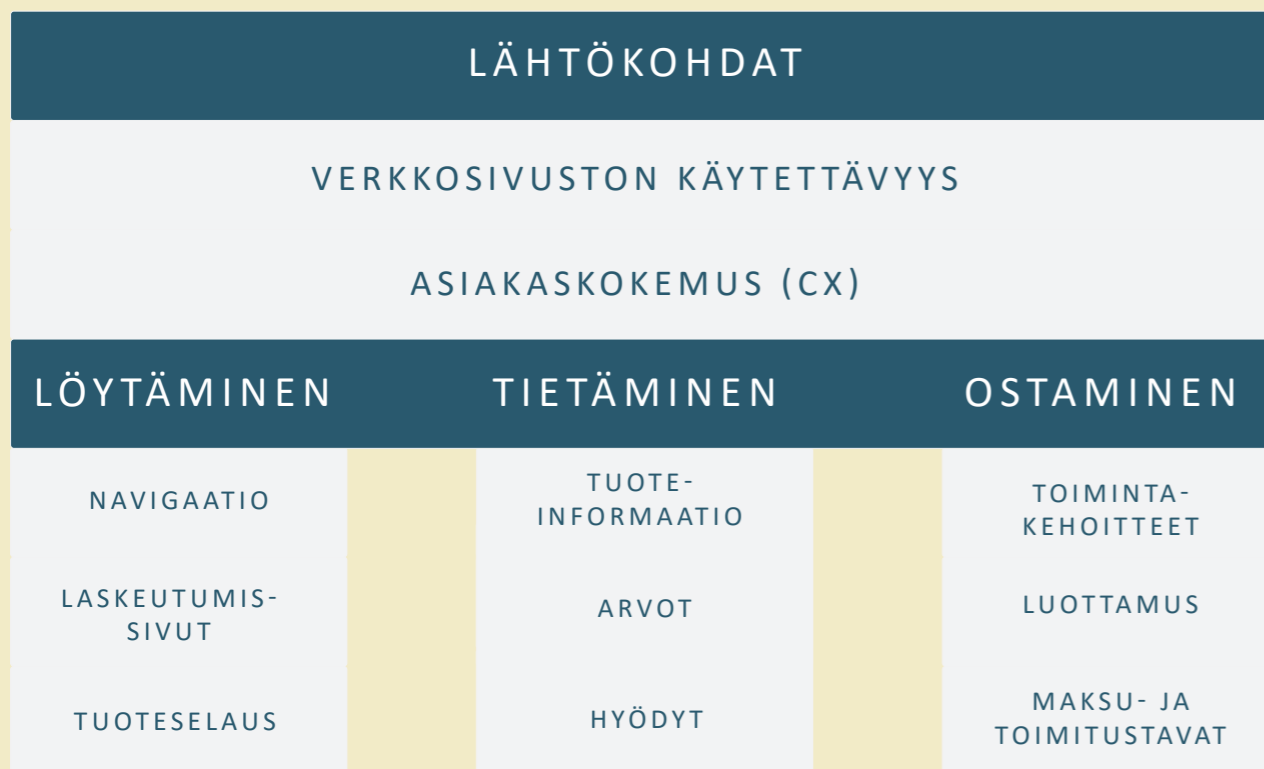 LÄHTÖKOHDAT
VERKKOSIVUSTON KÄYTETTÄVYYS
ASIAKASKOKEMUS (CX)
LÖYTÄMINEN
TIETÄMINEN
OSTAMINEN
NAVIGAATIO
LASKEUTUMIS-
SIVUT
TUOTESELAUS
TUOTE-
INFORMAATIO
ARVOT
HYÖDYT
TOIMINTA-
KEHOITTEET
LUOTTAMUS
MAKSU- JA
TOIMITUSTAVAT